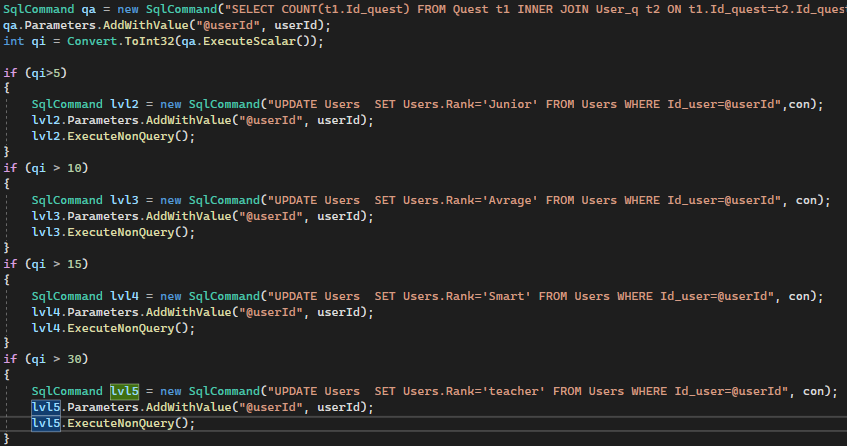 SqlCommand qa = new SqlCommand("SELECT COUNT(t1.Id_quest) FROM Quest t1 INNER JOIN User_q t2 ON t1.Id_quest=t2.Id_ques
qa.Parameters.AddWithValue("@userId", userId);
int qi = Convert.ToInt32(qa.ExecuteScalar());
if (qi>5)
{
SqlCommand lvl2 = new SqlCommand("UPDATE Users  SET Users.Rank='Junior' FROM Users WHERE Id_user=@userId",con);
lvl2.Parameters.AddWithValue("@userId", userId);
lvl2.ExecuteNonQuery();
}
if (qi > 10)
{
SqlCommand lvl3 = new SqlCommand("UPDATE Users  SET Users.Rank='Avrage' FROM Users WHERE Id_user=@userId", con);
lvl3.Parameters.AddWithValue("@userId", userId);
lvl3.ExecuteNonQuery();
}
if (qi > 15)
{
SqlCommand lvl4 = new SqlCommand("UPDATE Users  SET Users.Rank='Smart' FROM Users WHERE Id_user=@userId", con);
lvl4.Parameters.AddWithValue("@userId", userId);
lvl4.ExecuteNonQuery();
}
if (qi > 30)
{
SqlCommand lvl5 = new SqlCommand("UPDATE Users  SET Users.Rank='teacher' FROM Users WHERE Id_user=@userId", con);
lvl5.Parameters.AddWithValue("@userId", userId);
lvl5.ExecuteNonQuery();
}